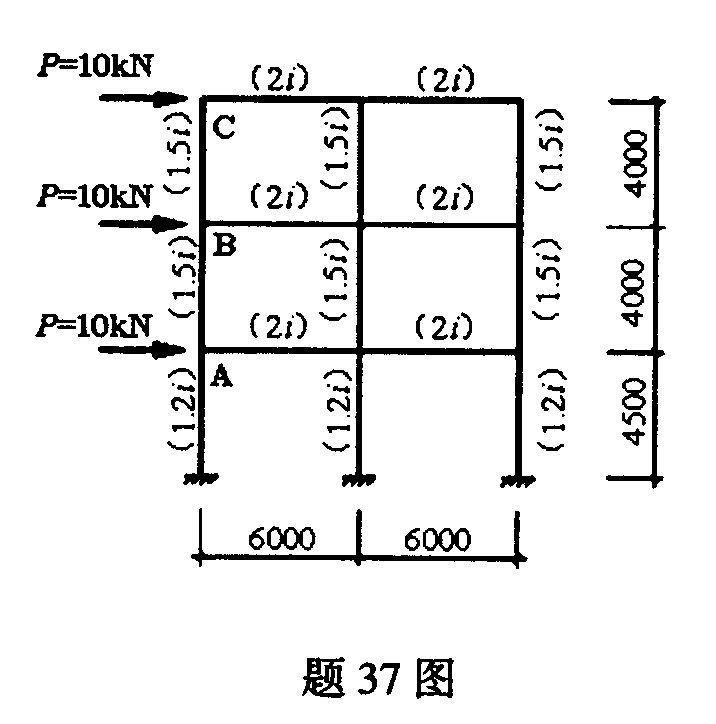 P=10kN
(2i) (2i)
C
(1.5i) (1.5i) (1.5i)
4000
P=10kN
(2i) (2i)
B
(1.5i) (1.5i) (1.5i)
4000
P=10kN
(2i) (2i)
A
(1.2i) (1.2i) (1.2i)
4500
6000 6000
题 37 图